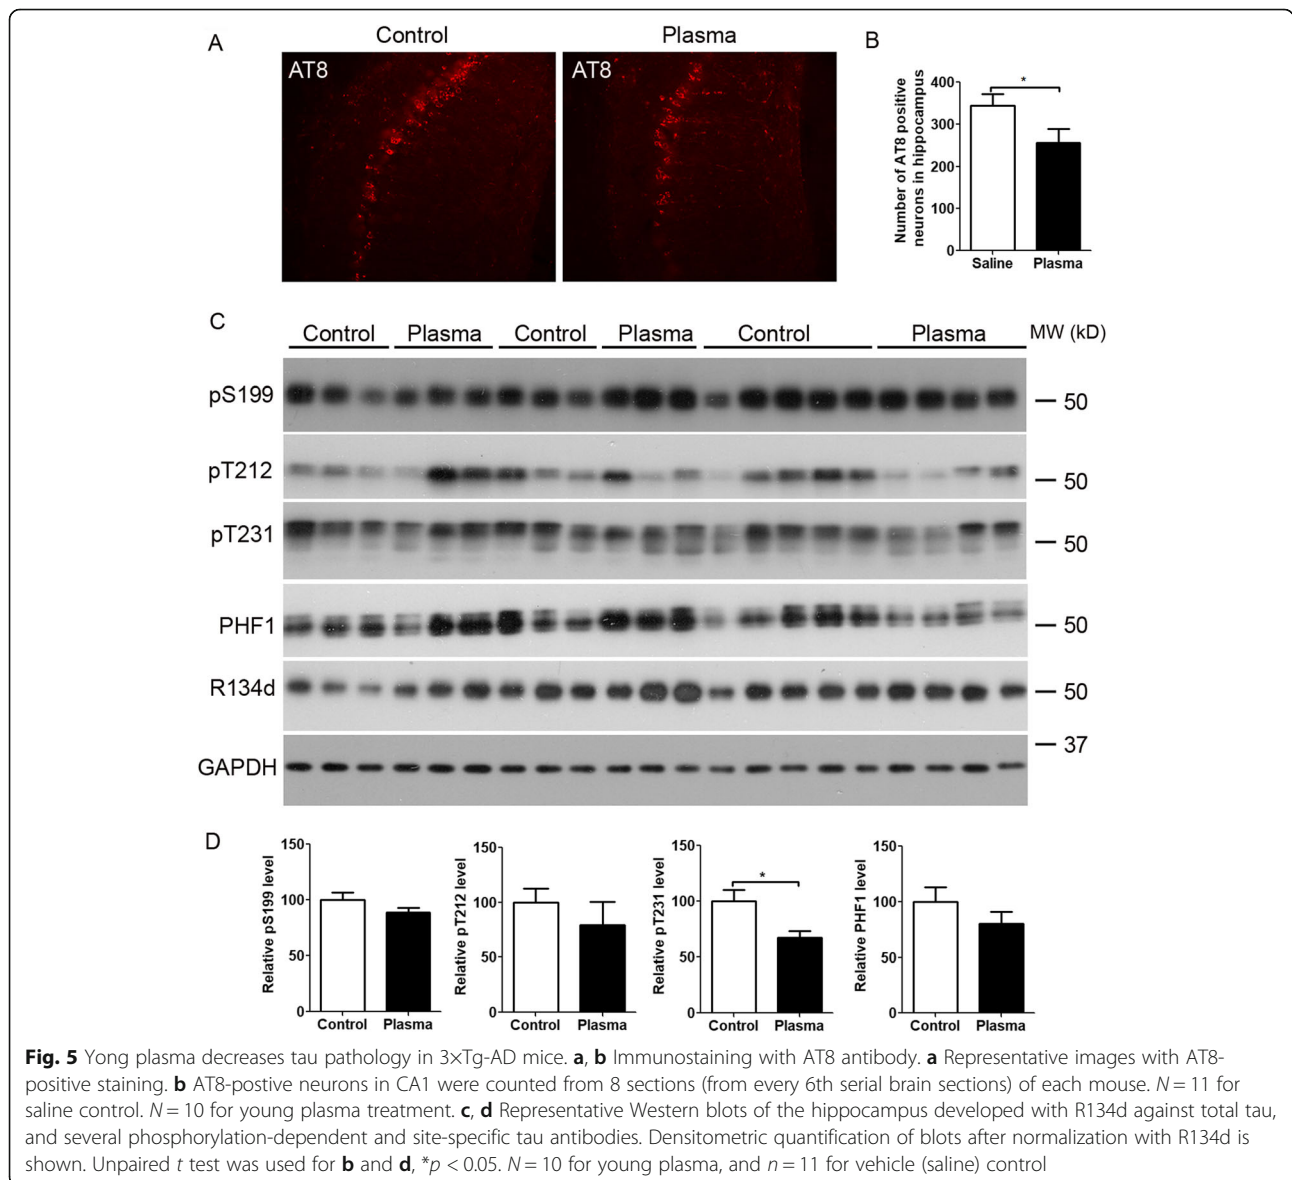 A
Control
Plasma
AT8
AT8
B
Number of AT8 positive
neurons in hippocampus
400
300
200
100
0
*
Saline
Plasma
C
Control
Plasma
Control
Plasma
Control
Plasma
MW (kD)
pS199
50
pT212
50
pT231
50
PHF1
50
R134d
50
37
GAPDH
D
Relative pS199 level
150
100
50
0
Control
Plasma
Relative pT212 level
150
100
50
0
Control
Plasma
Relative pT231 level
150
100
50
0
*
Control
Plasma
Relative PHF1 level
150
100
50
0
Control
Plasma
Fig. 5 Yong plasma decreases tau pathology in 3×Tg-AD mice. a, b Immunostaining with AT8 antibody. a Representative images with AT8-
positive staining. b AT8-postive neurons in CA1 were counted from 8 sections (from every 6th serial brain sections) of each mouse. N = 11 for
saline control. N = 10 for young plasma treatment. c, d Representative Western blots of the hippocampus developed with R134d against total tau,
and several phosphorylation-dependent and site-specific tau antibodies. Densitometric quantification of blots after normalization with R134d is
shown. Unpaired t test was used for b and d, *p < 0.05. N = 10 for young plasma, and n = 11 for vehicle (saline) control